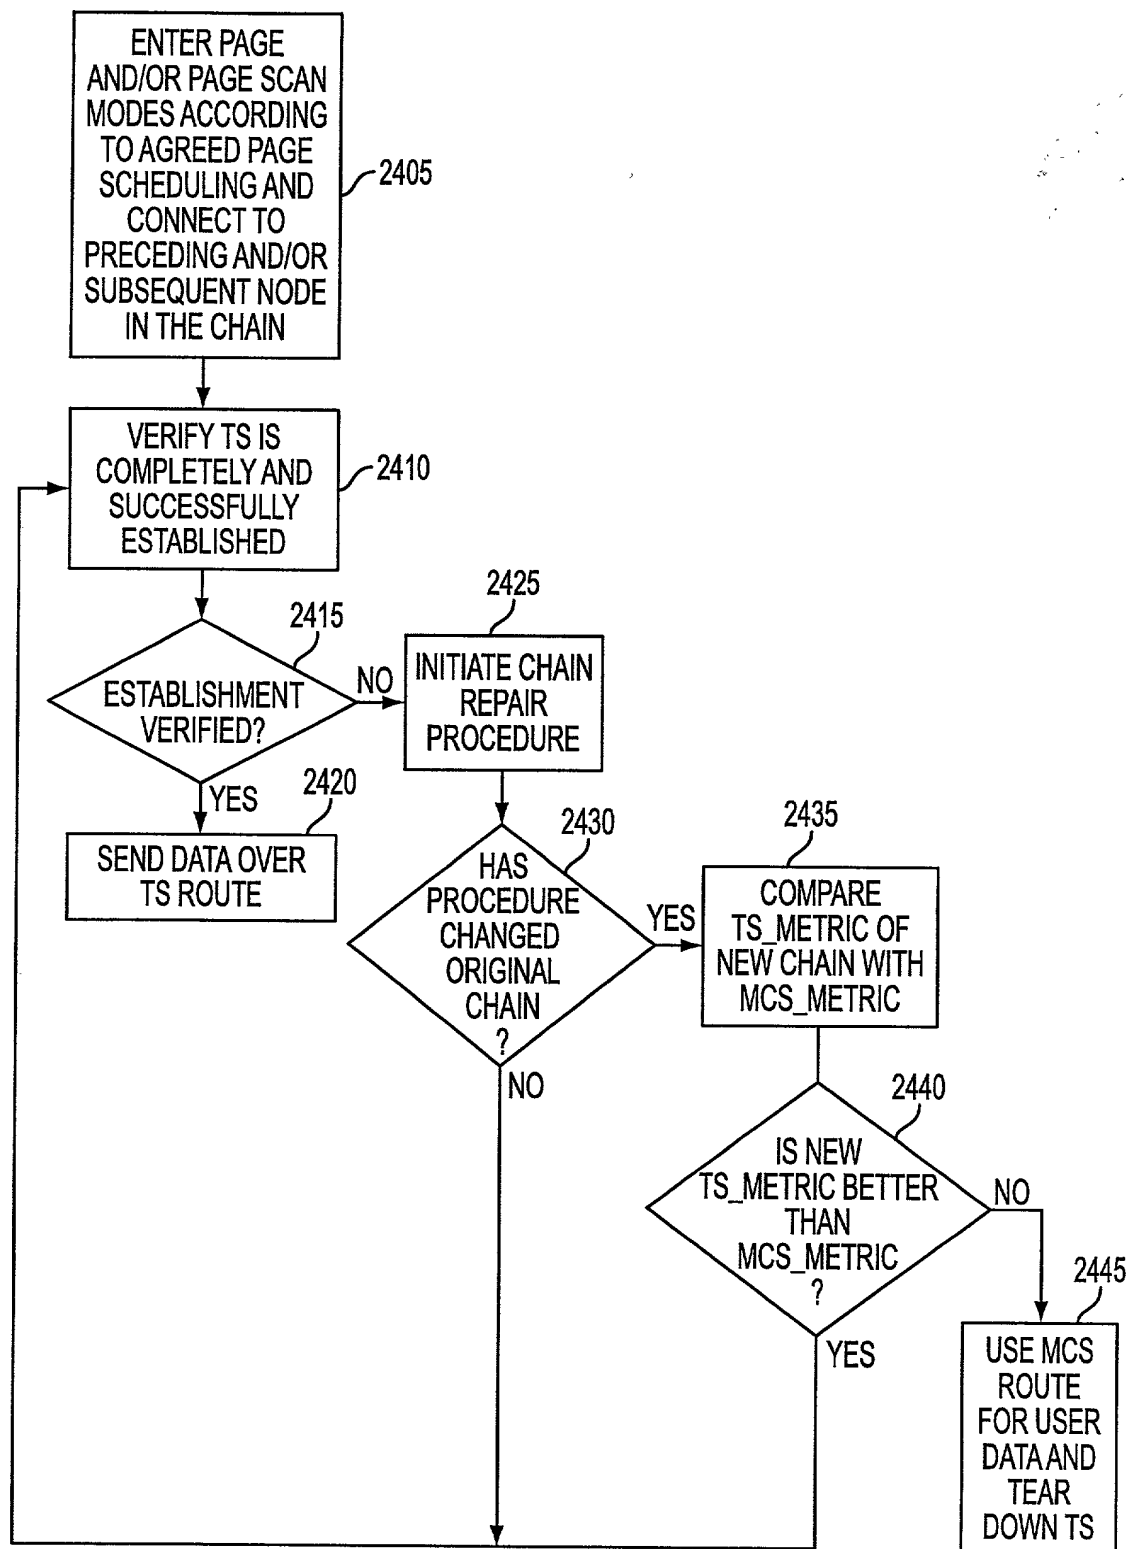 ENTER PAGE
AND/OR PAGE SCAN
MODES ACCORDING
TO AGREED PAGE
SCHEDULING AND
CONNECT TO
PRECEDING AND/OR
SUBSEQUENT NODE
IN THE CHAIN
2405
VERIFY TS IS
COMPLETELY AND
SUCCESSFULLY
ESTABLISHED
2410
2415
ESTABLISHMENT
VERIFIED?
NO
YES
2420
SEND DATA OVER
TS ROUTE
2425
INITIATE CHAIN
REPAIR
PROCEDURE
2430
HAS
PROCEDURE
CHANGED
ORIGINAL
CHAIN
?
YES
NO
2435
COMPARE
TS_METRIC OF
NEW CHAIN WITH
MCS_METRIC
2440
IS NEW
TS_METRIC BETTER
THAN
MCS_METRIC
?
NO
YES
2445
USE MCS
ROUTE
FOR USER
DATA AND
TEAR
DOWN TS